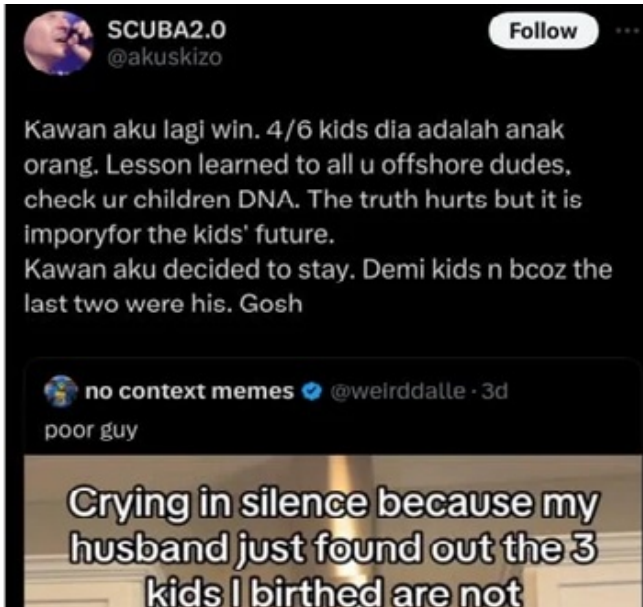 SCUBA2.0
Follow
@akuskizo
Kawan aku lagi win. 4/6 kids dia adalah anak
orang. Lesson learned to all u offshore dudes,
check ur children DNA. The truth hurts but it is
imporyfor the kids' future.
Kawan aku decided to stay. Demi kids n bcoz the
last two were his. Gosh
no context memes @weirddalle · 3d
poor guy
Crying in silence because my
husband just found out the 3
kids I birthed are not